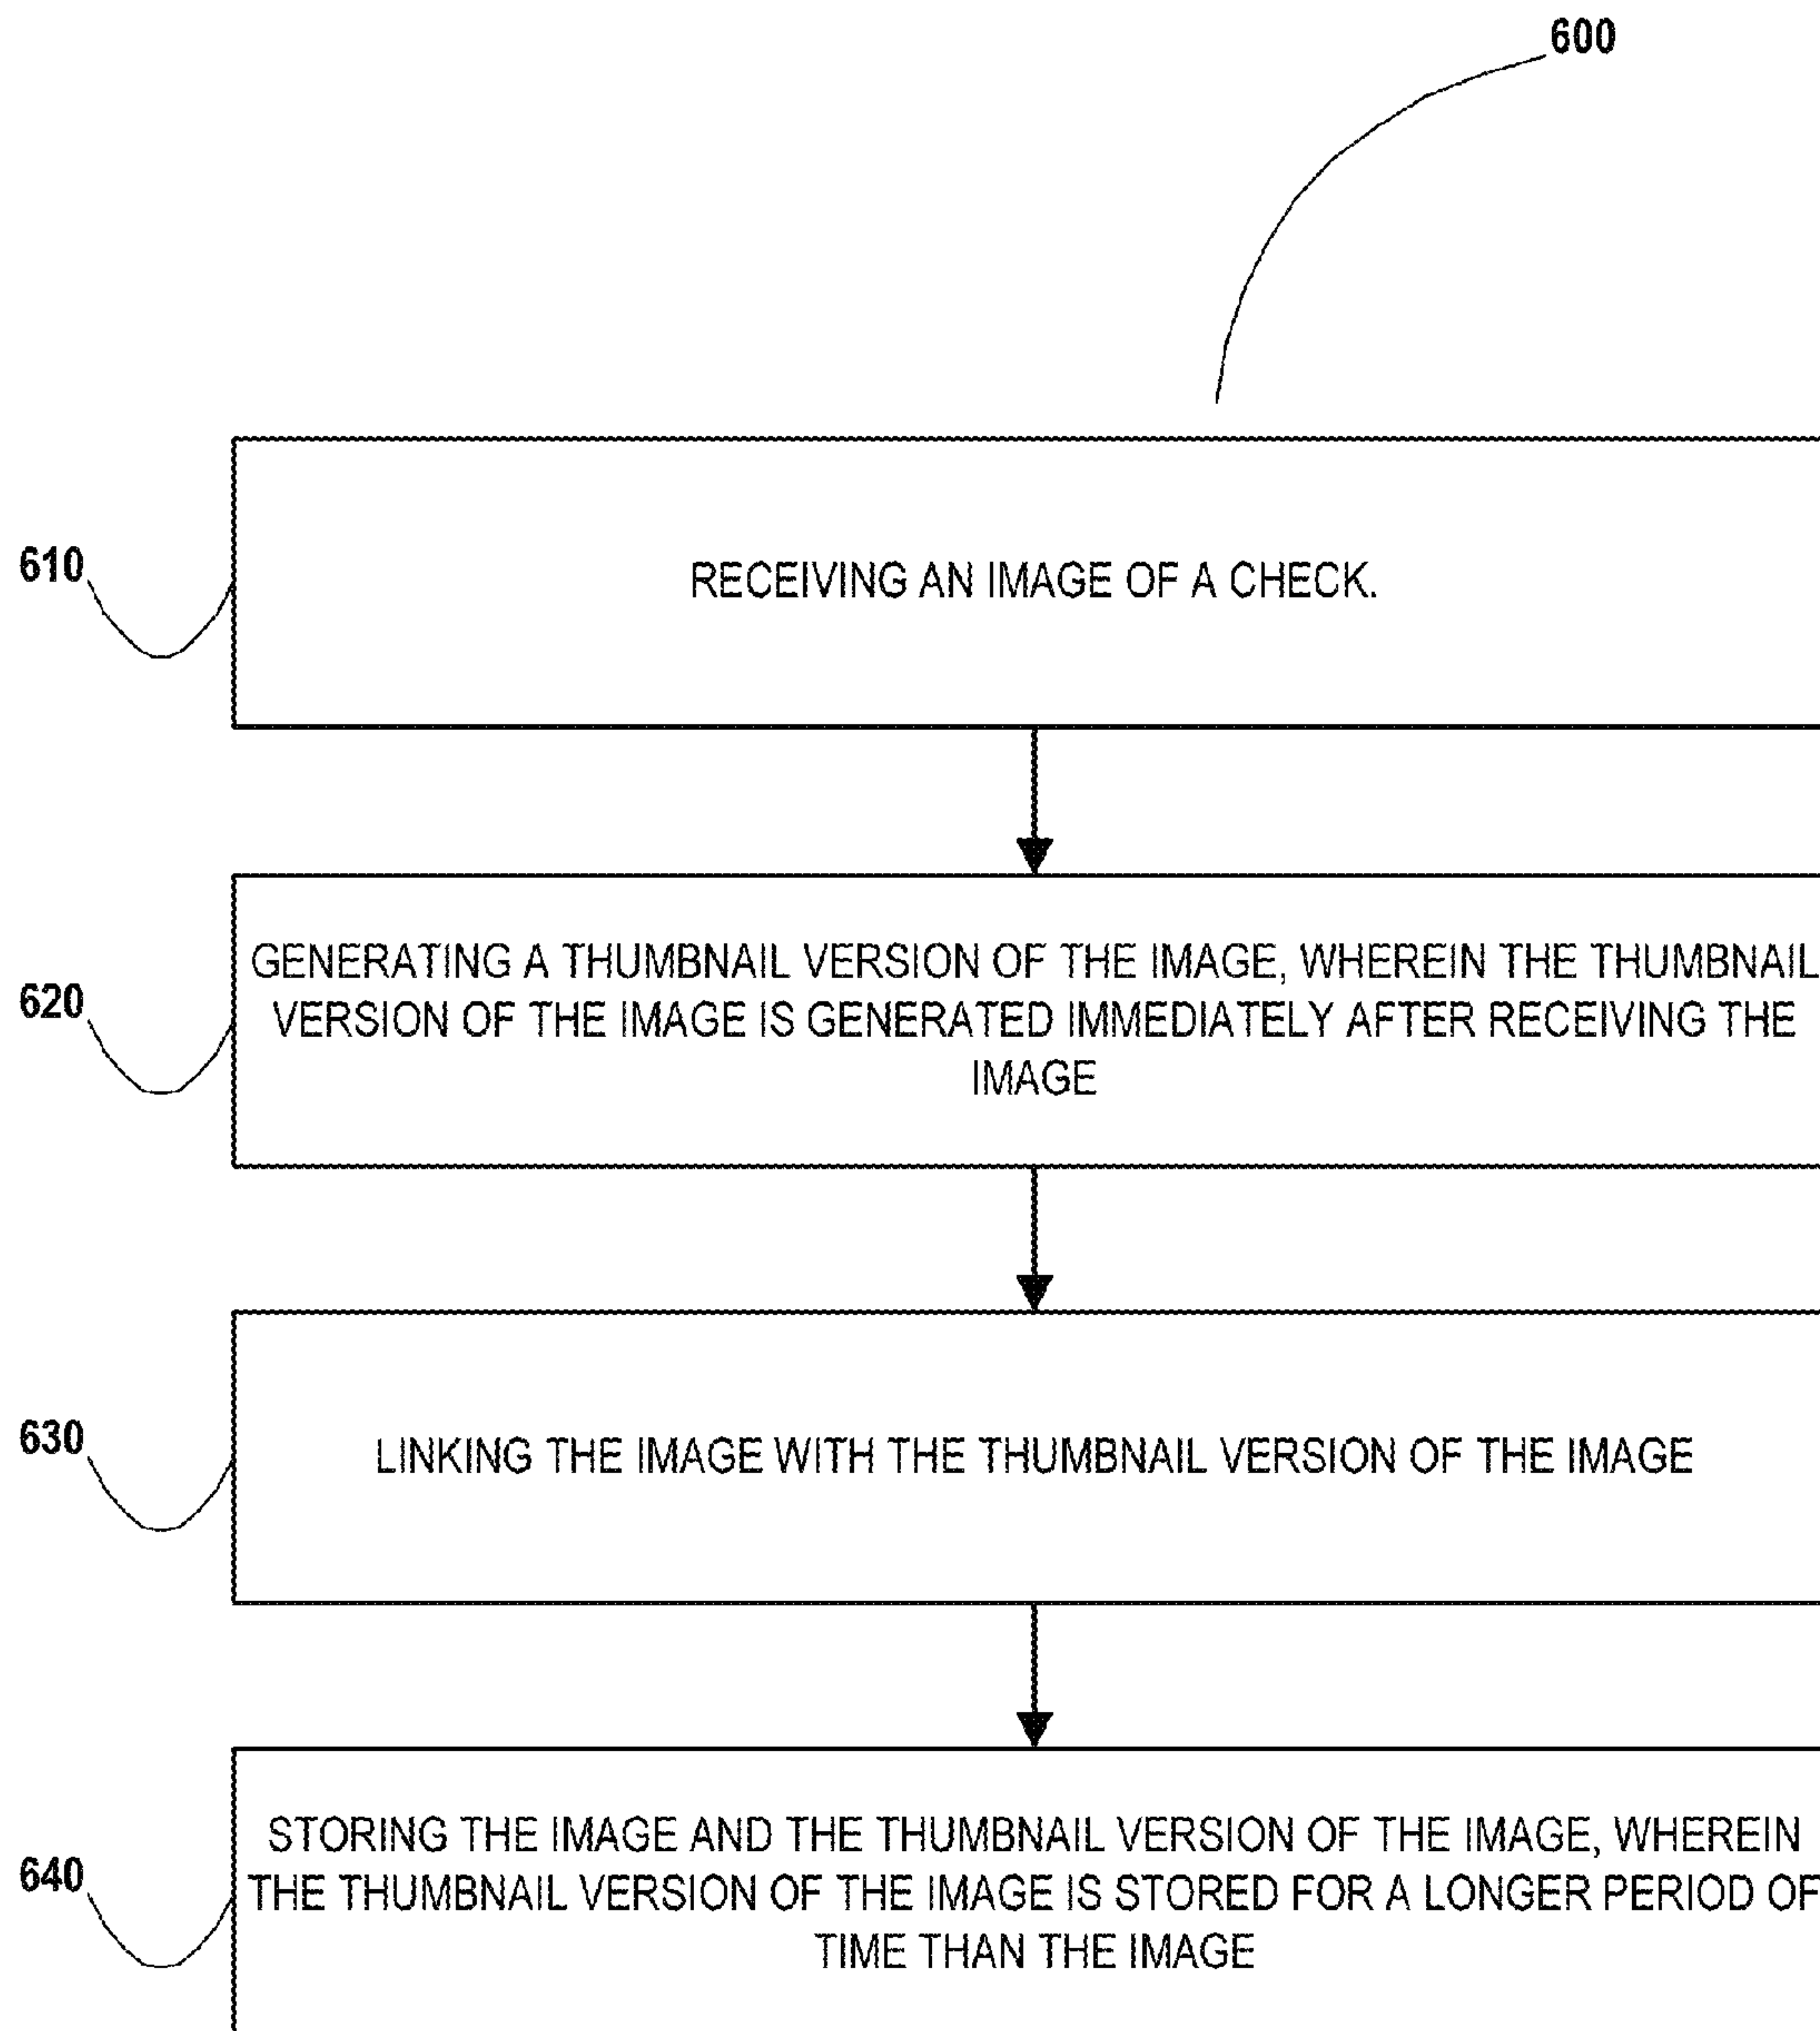 600
610
RECEIVING AN IMAGE OF A CHECK.
620
GENERATING A THUMBNAIL VERSION OF THE IMAGE, WHEREIN THE THUMBNAIL
VERSION OF THE IMAGE IS GENERATED IMMEDIATELY AFTER RECEIVING THE
IMAGE
630
LINKING THE IMAGE WITH THE THUMBNAIL VERSION OF THE IMAGE
640
STORING THE IMAGE AND THE THUMBNAIL VERSION OF THE IMAGE, WHEREIN
THE THUMBNAIL VERSION OF THE IMAGE IS STORED FOR A LONGER PERIOD OF
TIME THAN THE IMAGE